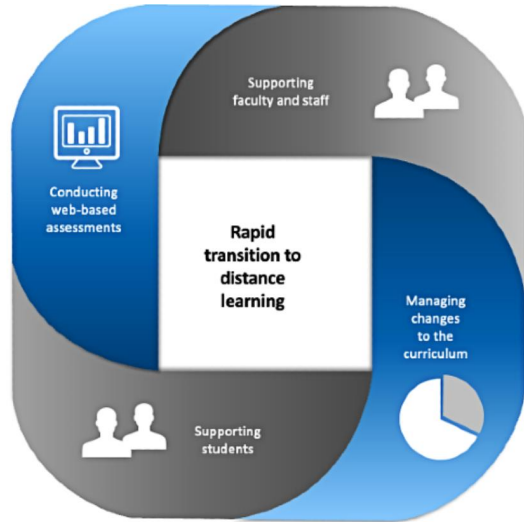 Supporting
faculty and staff
Conducting
web-based
assessments
Rapid
transition to
distance
learning
Managing
changes
to the
curriculum
Supporting
students